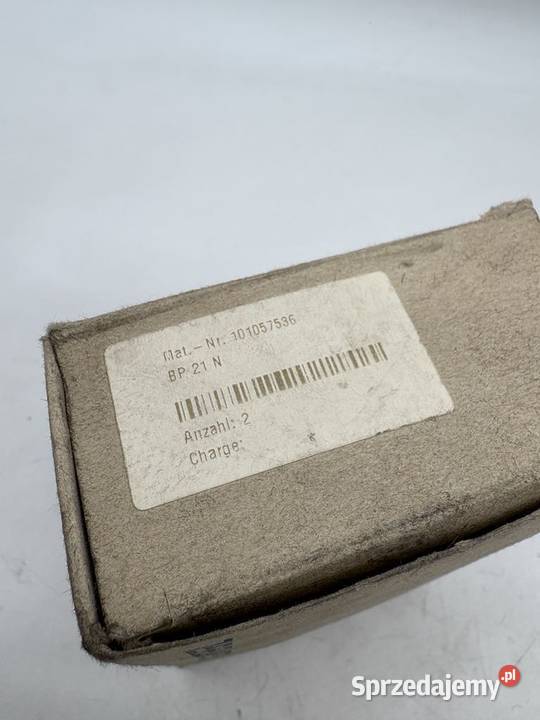 Mat.-Nr. 101057536
BP 21 N
Anzahl: 2
Charge:
Sprzedajemy.pl